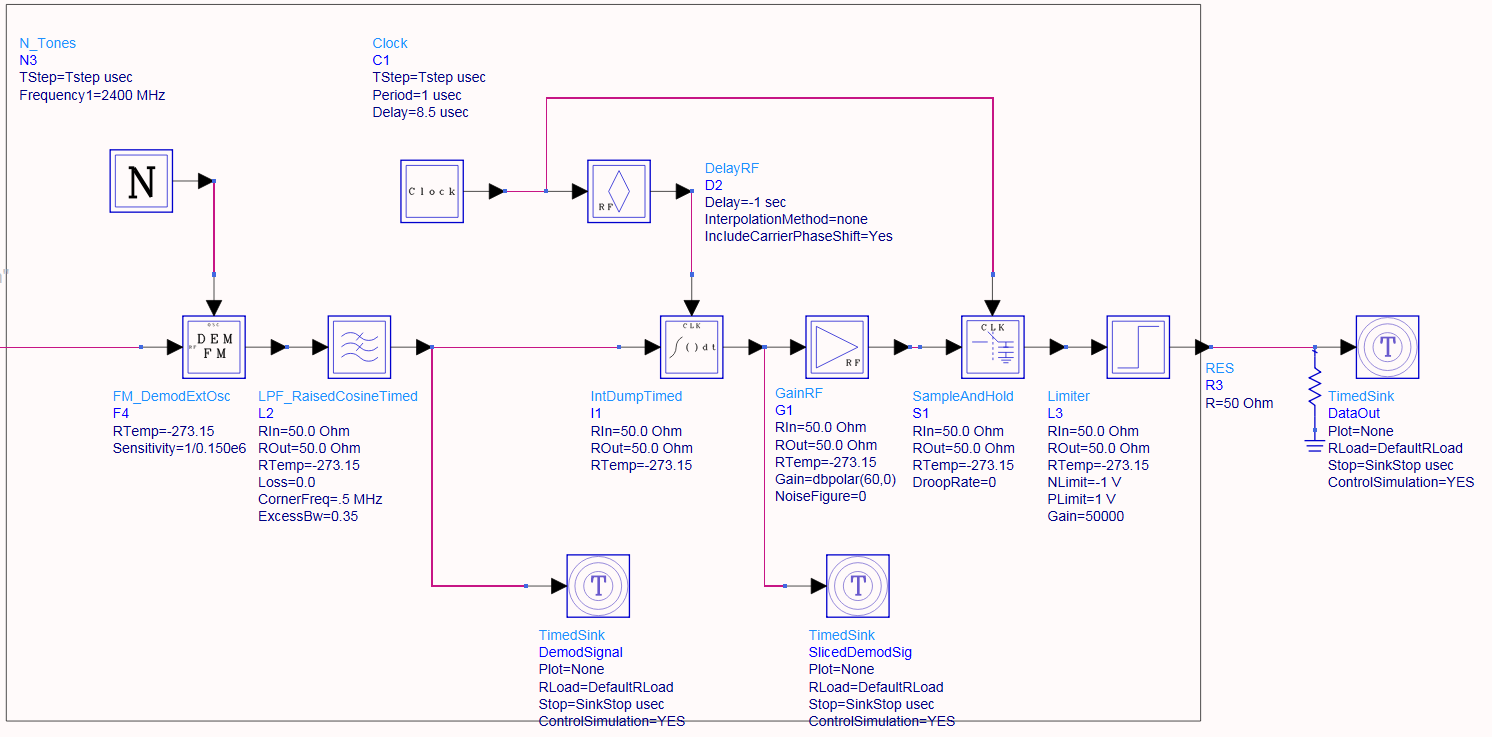 N_Tones
N3
TStep=Tstep usec
Frequency1=2400 MHz
Clock
C1
TStep=Tstep usec
Period=1 usec
Delay=8.5 usec
N
Clock
RF
DelayRF
D2
Delay=-1 sec
InterpolationMethod=none
IncludeCarrierPhaseShift=Yes
OSC
RF
DEM
FM
CLK
∫()dt
RF
CLK
T
FM_DemodExtOsc
F4
RTemp=-273.15
Sensitivity=1/0.150e6
LPF_RaisedCosineTimed
L2
RIn=50.0 Ohm
ROut=50.0 Ohm
RTemp=-273.15
Loss=0.0
CornerFreq=.5 MHz
ExcessBw=0.35
IntDumpTimed
I1
RIn=50.0 Ohm
ROut=50.0 Ohm
RTemp=-273.15
GainRF
G1
RIn=50.0 Ohm
ROut=50.0 Ohm
RTemp=-273.15
Gain=dbpolar(60,0)
NoiseFigure=0
SampleAndHold
S1
RIn=50.0 Ohm
ROut=50.0 Ohm
RTemp=-273.15
DroopRate=0
Limiter
L3
RIn=50.0 Ohm
ROut=50.0 Ohm
RTemp=-273.15
NLimit=-1 V
PLimit=1 V
Gain=50000
RES
R3
R=50 Ohm
TimedSink
DataOut
Plot=None
RLoad=DefaultRLoad
Stop=SinkStop usec
ControlSimulation=YES
T
TimedSink
DemodSignal
Plot=None
RLoad=DefaultRLoad
Stop=SinkStop usec
ControlSimulation=YES
T
TimedSink
SlicedDemodSig
Plot=None
RLoad=DefaultRLoad
Stop=SinkStop usec
ControlSimulation=YES